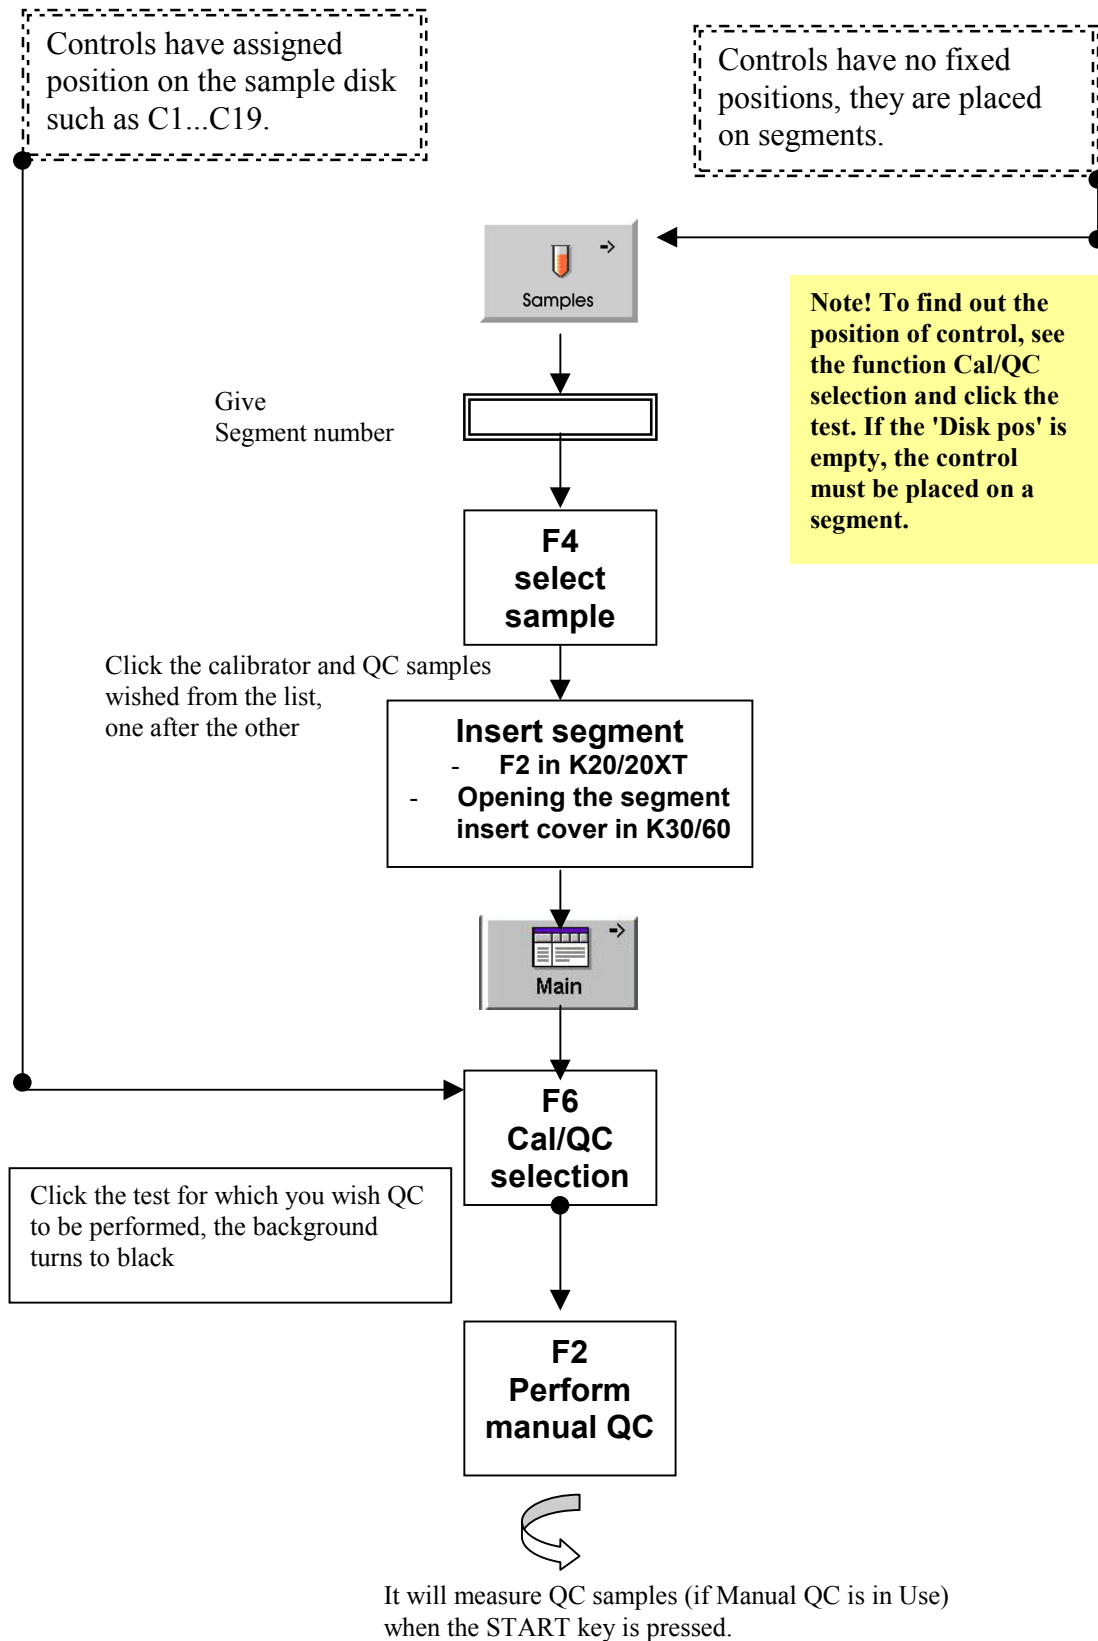 Controls have assigned
position on the sample disk
such as C1...C19.
Controls have no fixed
positions, they are placed
on segments.
Samples
Note! To find out the
position of control, see
the function Cal/QC
selection and click the
test. If the 'Disk pos' is
empty, the control
must be placed on a
segment.
Give
Segment number
F4
select
sample
Click the calibrator and QC samples
wished from the list,
one after the other
Insert segment
- F2 in K20/20XT
- Opening the segment
insert cover in K30/60
Main
F6
Cal/QC
selection
Click the test for which you wish QC
to be performed, the background
turns to black
F2
Perform
manual QC
It will measure QC samples (if Manual QC is in Use)
when the START key is pressed.